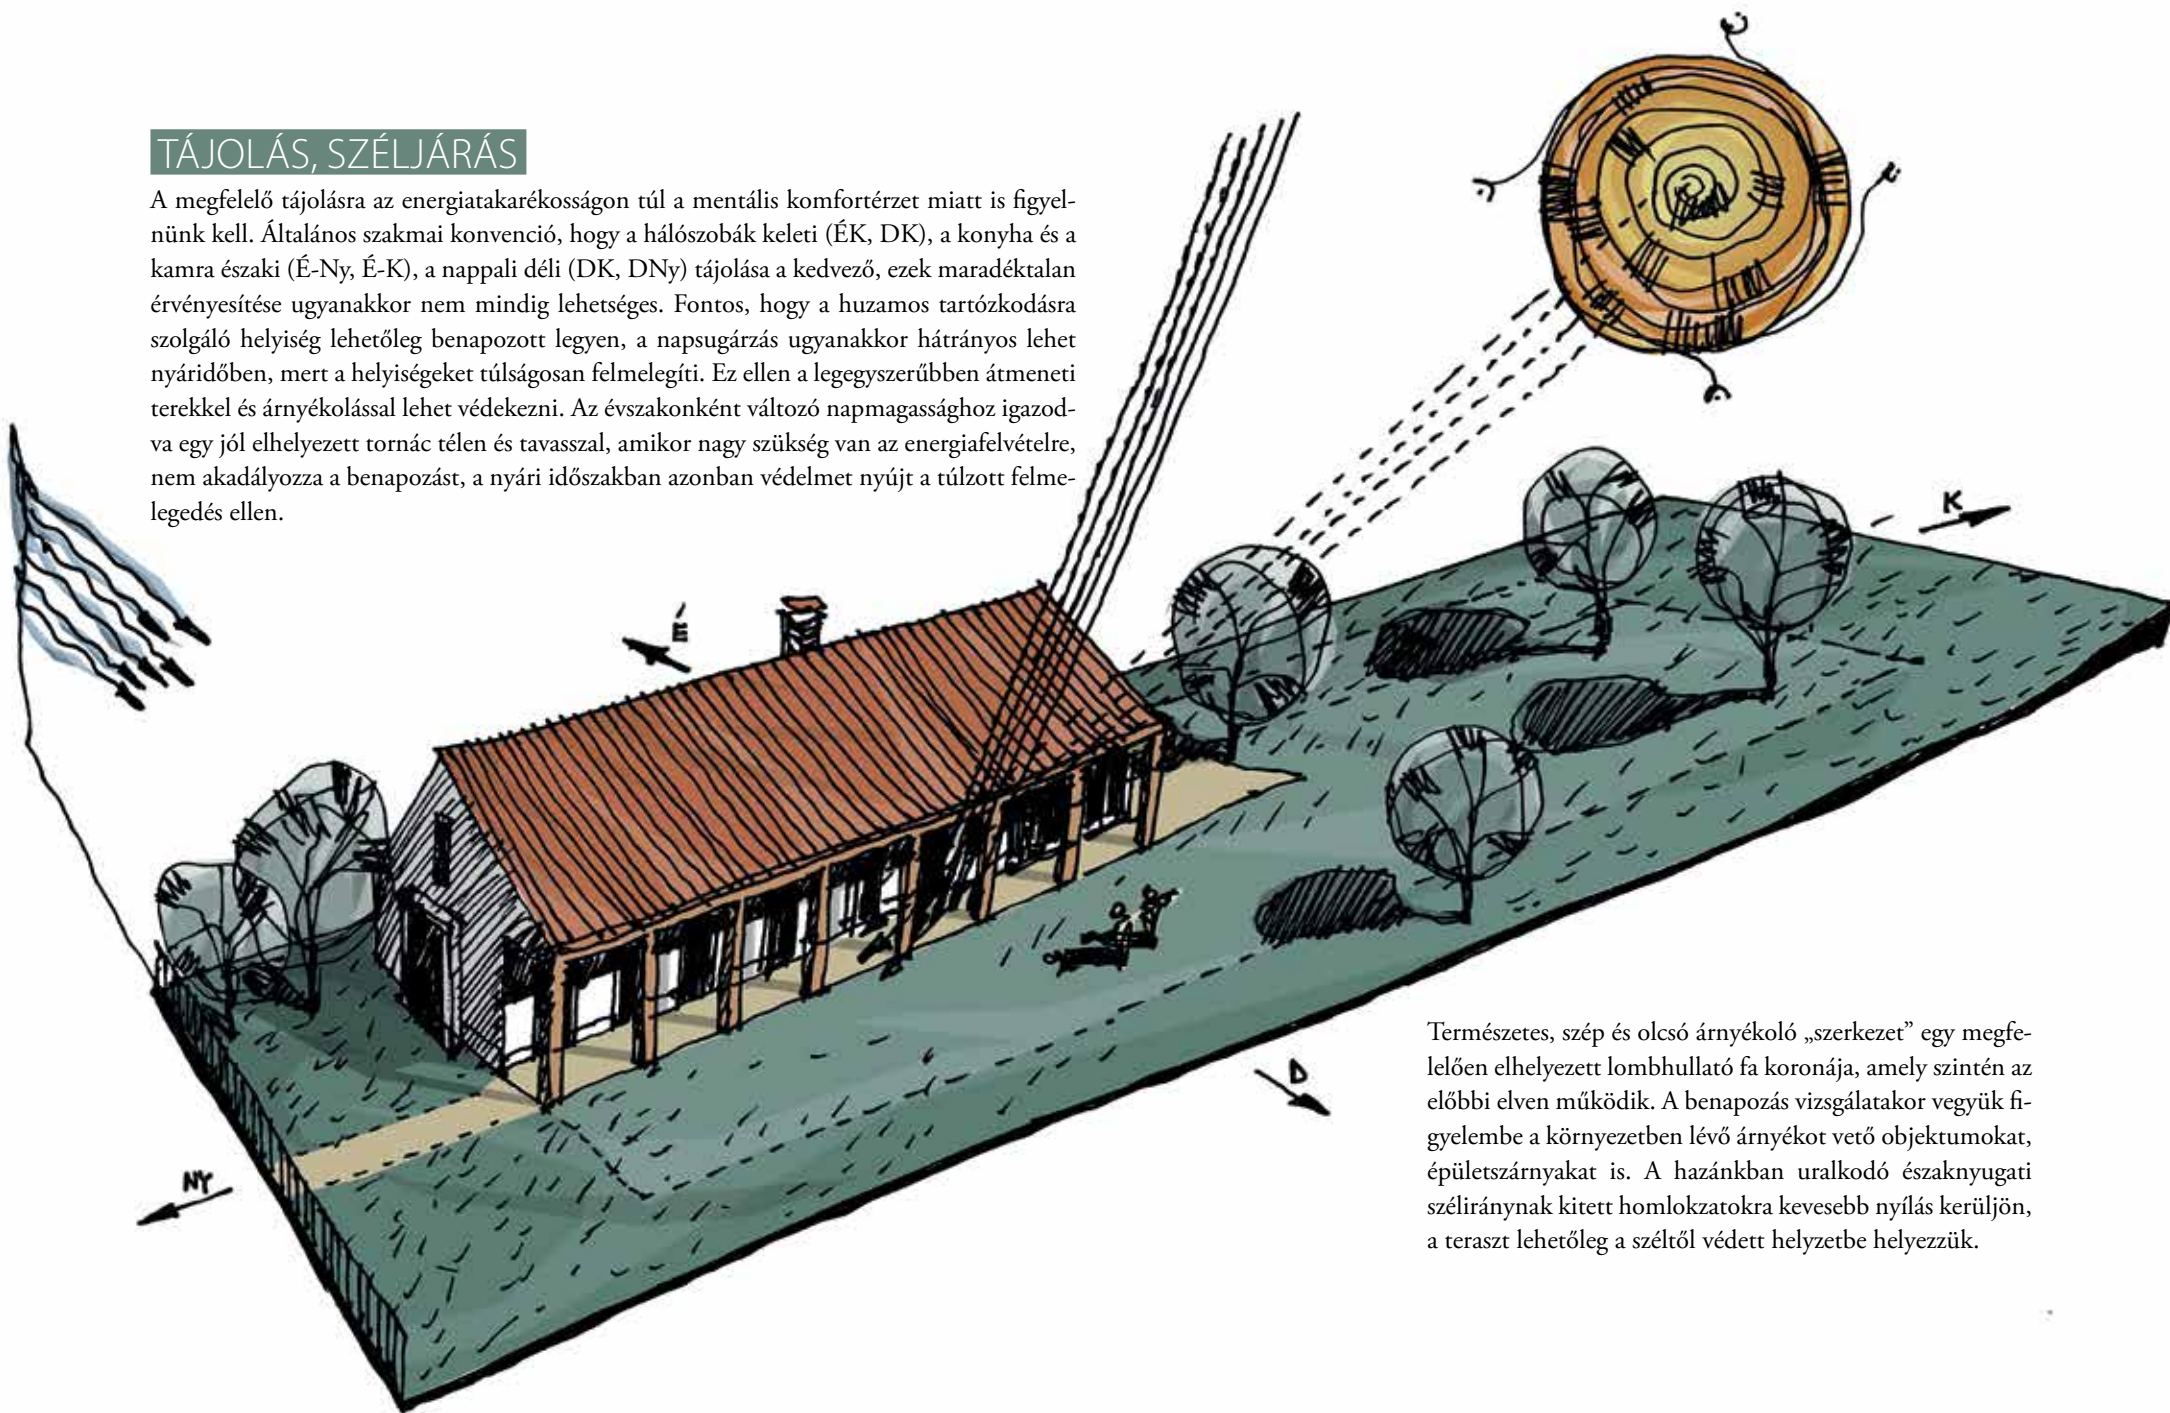 TÁJOLÁS, SZÉLJÁRÁS
A megfelelő tájolásra az energiatakarékosságon túl a mentális komfortérzet miatt is figyel-
nünk kell. Általános szakmai konvenció, hogy a hálószobák keleti (ÉK, DK), a konyha és a
kamra északi (É-Ny, É-K), a nappali déli (DK, DNy) tájolása a kedvező, ezek maradéktalan
érvényesítése ugyanakkor nem mindig lehetséges. Fontos, hogy a huzamos tartózkodásra
szolgáló helyiség lehetőleg benapozott legyen, a napsugárzás ugyanakkor hátrányos lehet
nyáridőben, mert a helyiségeket túlságosan felmelegíti. Ez ellen a legegyszerűbben átmeneti
terekkel és árnyékolással lehet védekezni. Az évszakonként változó napmagassághoz igazod-
va egy jól elhelyezett tornác télen és tavasszal, amikor nagy szükség van az energiafelvételre,
nem akadályozza a benapozást, a nyári időszakban azonban védelmet nyújt a túlzott felme-
legedés ellen.
K
É
D
NY
Természetes, szép és olcsó árnyékoló „szerkezet” egy megfe-
lelően elhelyezett lombhullató fa koronája, amely szintén az
előbbi elven működik. A benapozás vizsgálatakor vegyük fi-
gyelembe a környezetben lévő árnyékot vető objektumokat,
épületszárnyakat is. A hazánkban uralkodó északnyugati
széliránynak kitett homlokzatokra kevesebb nyílás kerüljön,
a teraszt lehetőleg a széltől védett helyzetbe helyezzük.